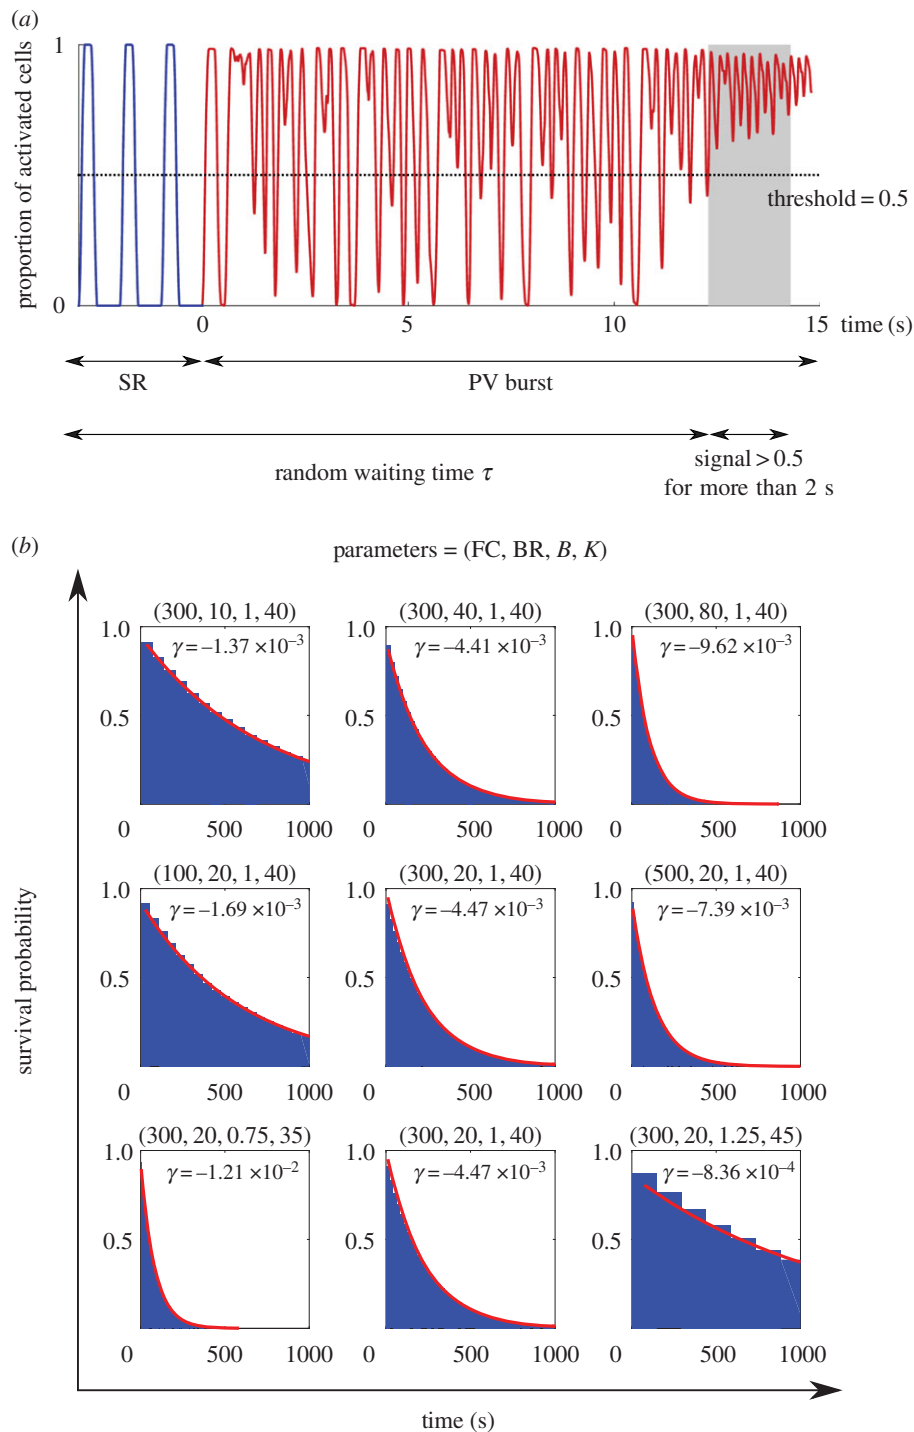 (a)
proportion of activated cells
1
0
threshold = 0.5
0 5 10 15 time (s)
SR PV burst
random waiting time τ
signal > 0.5
for more than 2 s
(b)
parameters = (FC, BR, B, K)
survival probability
(300, 10, 1, 40) (300, 40, 1, 40) (300, 80, 1, 40)
1.0 γ = –1.37 ×10⁻³ 1.0 γ = –4.41 ×10⁻³ 1.0 γ = –9.62 ×10⁻³
0.5 0.5 0.5
0 500 1000 0 500 1000 0 500 1000
(100, 20, 1, 40) (300, 20, 1, 40) (500, 20, 1, 40)
1.0 γ = –1.69 ×10⁻³ 1.0 γ = –4.47 ×10⁻³ 1.0 γ = –7.39 ×10⁻³
0.5 0.5 0.5
0 500 1000 0 500 1000 0 500 1000
(300, 20, 0.75, 35) (300, 20, 1, 40) (300, 20, 1.25, 45)
1.0 γ = –1.21 ×10⁻² 1.0 γ = –4.47 ×10⁻³ 1.0 γ = –8.36 ×10⁻⁴
0.5 0.5 0.5
0 500 1000 0 500 1000 0 500 1000
time (s)